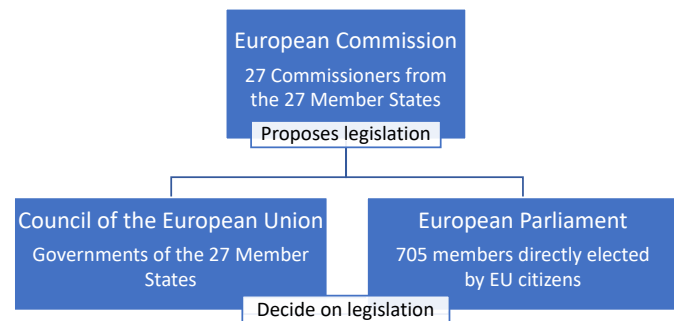 European Commission
27 Commissioners from
the 27 Member States
Proposes legislation
Council of the European Union
Governments of the 27 Member
States
European Parliament
705 members directly elected
by EU citizens
Decide on legislation